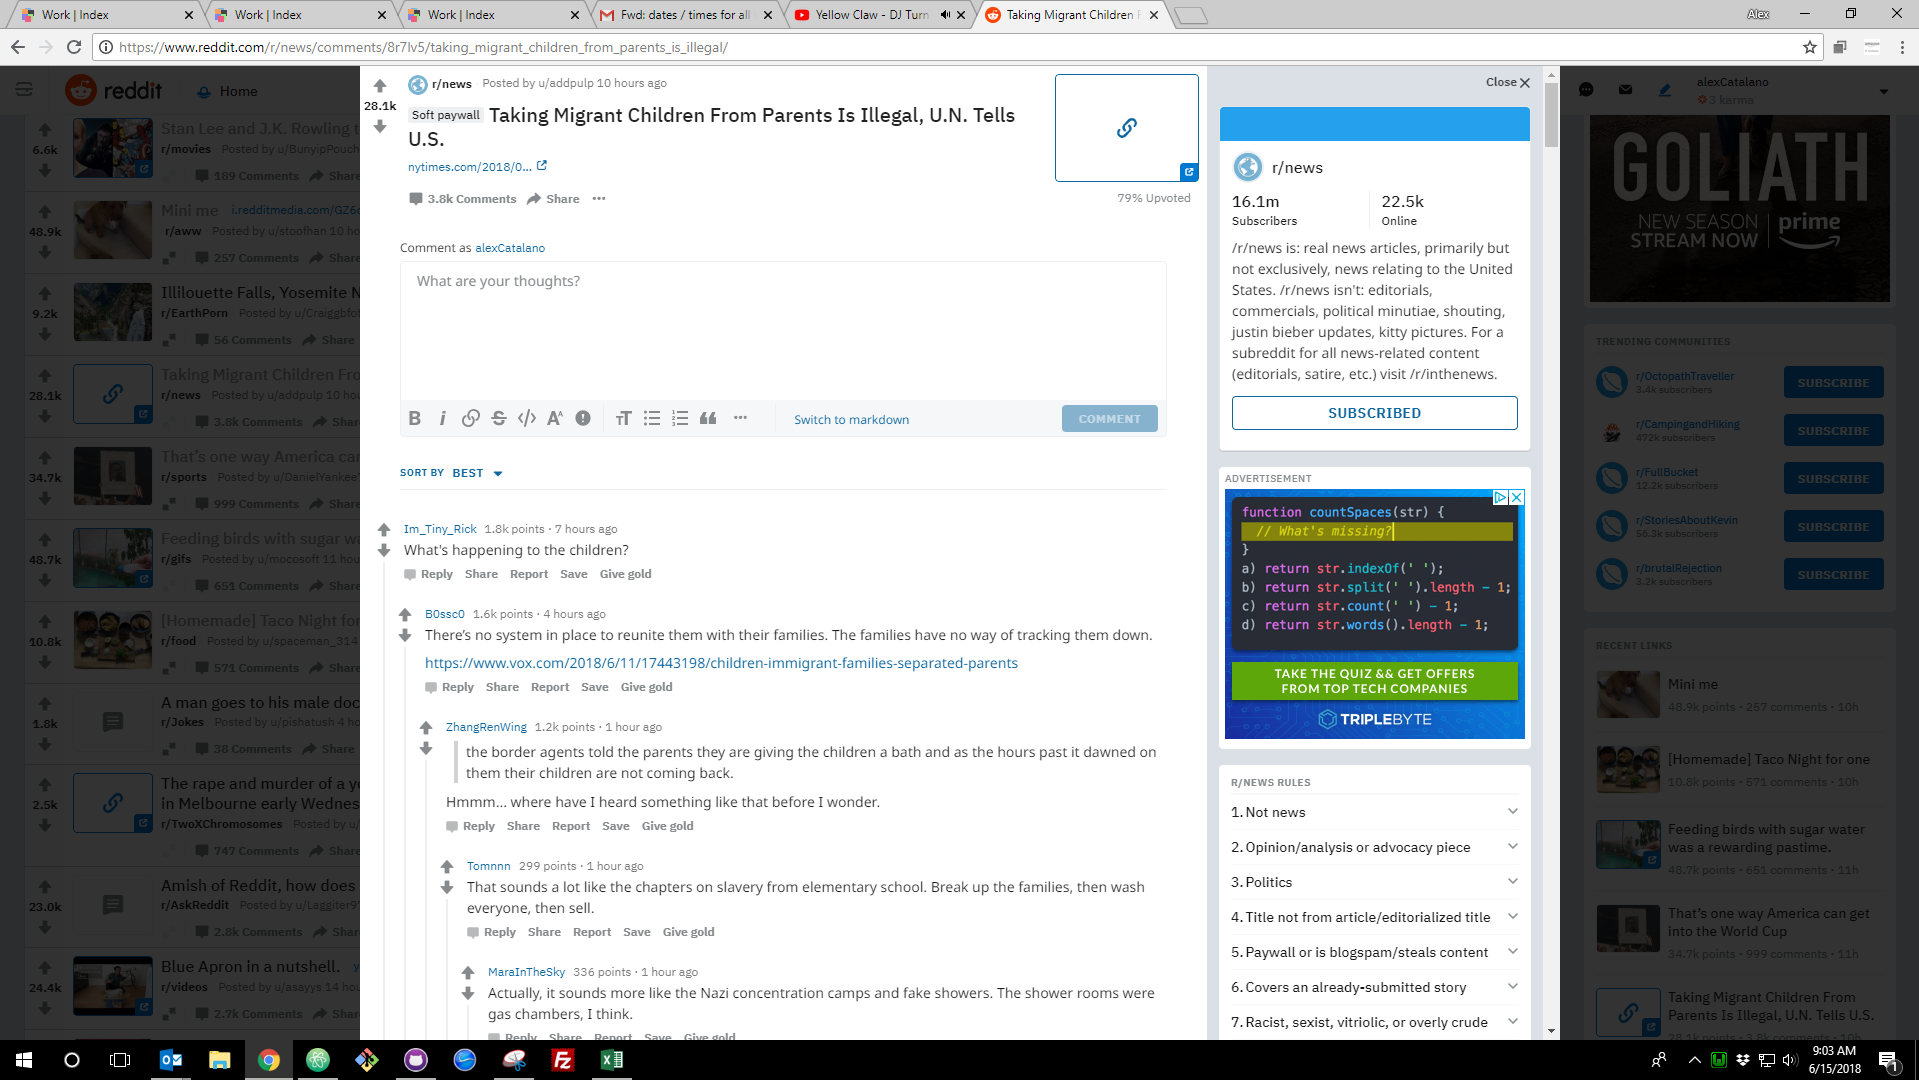 Work | Index
Work | Index
Work | Index
Fwd: dates / times for all
Yellow Claw - DJ Turn
Taking Migrant Children F
Alex
https://www.reddit.com/r/news/comments/8r7lv5/taking_migrant_children_from_parents_is_illegal/
reddit
Home
alexCatalano
3 karma
Stan Lee and J.K. Rowling t
6.6k
r/movies Posted by u/BunyipPouch
189 Comments Share
Mini me i.redditmedia.com/GZ6c
48.9k
r/aww Posted by u/stoofhan 10 ho
257 Comments Share
Illilouette Falls, Yosemite N
9.2k
r/EarthPorn Posted by u/Craiggbfot
56 Comments Share
Taking Migrant Children Fro
28.1k
r/news Posted by u/addpulp 10 hou
3.8k Comments Share
That's one way America can
34.7k
r/sports Posted by u/DanielYankee
999 Comments Share
Feeding birds with sugar wa
48.7k
r/gifs Posted by u/mocosoft 11 hour
651 Comments Share
[Homemade] Taco Night for
10.8k
r/food Posted by u/spaceman_314
571 Comments Share
A man goes to his male doc
1.8k
r/Jokes Posted by u/pishatush 4 ho
38 Comments Share
The rape and murder of a yo
in Melbourne early Wednes
2.5k
r/TwoXChromosomes Posted by u/
747 Comments Share
Amish of Reddit, how does
23.0k
r/AskReddit Posted by u/Laggiter97
2.8k Comments Share
Blue Apron in a nutshell.
24.4k
r/videos Posted by u/asayys 14 hour
2.7k Comments Share
28.1k
r/news · Posted by u/addpulp 10 hours ago
Soft paywall Taking Migrant Children From Parents Is Illegal, U.N. Tells
U.S.
nytimes.com/2018/0...
3.8k Comments Share
79% Upvoted
Comment as alexCatalano
What are your thoughts?
Switch to markdown
COMMENT
SORT BY BEST
Im_Tiny_Rick 1.8k points · 7 hours ago
What's happening to the children?
Reply Share Report Save Give gold
B0ssc0 1.6k points · 4 hours ago
There's no system in place to reunite them with their families. The families have no way of tracking them down.
https://www.vox.com/2018/6/11/17443198/children-immigrant-families-separated-parents
Reply Share Report Save Give gold
ZhangRenWing 1.2k points · 1 hour ago
the border agents told the parents they are giving the children a bath and as the hours past it dawned on
them their children are not coming back.
Hmmm... where have I heard something like that before I wonder.
Reply Share Report Save Give gold
Tomnnn 299 points · 1 hour ago
That sounds a lot like the chapters on slavery from elementary school. Break up the families, then wash
everyone, then sell.
Reply Share Report Save Give gold
MaraInTheSky 336 points · 1 hour ago
Actually, it sounds more like the Nazi concentration camps and fake showers. The shower rooms were
gas chambers, I think.
Reply Share Report Save Give gold
Close
r/news
16.1m
Subscribers
22.5k
Online
/r/news is: real news articles, primarily but
not exclusively, news relating to the United
States. /r/news isn't: editorials,
commercials, political minutiae, shouting,
justin bieber updates, kitty pictures. For a
subreddit for all news-related content
(editorials, satire, etc.) visit /r/inthenews.
SUBSCRIBED
ADVERTISEMENT
function countSpaces(str) {
// What's missing?
}
a) return str.indexOf(' ');
b) return str.split(' ').length - 1;
c) return str.count(' ') - 1;
d) return str.words().length - 1;
TAKE THE QUIZ && GET OFFERS
FROM TOP TECH COMPANIES
TRIPLEBYTE
R/NEWS RULES
1. Not news
2. Opinion/analysis or advocacy piece
3. Politics
4. Title not from article/editorialized title
5. Paywall or is blogspam/steals content
6. Covers an already-submitted story
7. Racist, sexist, vitriolic, or overly crude
GOLIATH
NEW SEASON
STREAM NOW
prime
TRENDING COMMUNITIES
r/OctopathTraveller
3.4k subscribers
SUBSCRIBE
r/CampingandHiking
472k subscribers
SUBSCRIBE
r/FullBucket
12.2k subscribers
SUBSCRIBE
r/StoriesAboutKevin
56.3k subscribers
SUBSCRIBE
r/brutalRejection
3.2k subscribers
SUBSCRIBE
RECENT LINKS
Mini me
48.9k points · 257 comments · 10h
[Homemade] Taco Night for one
10.8k points · 571 comments · 10h
Feeding birds with sugar water
was a rewarding pastime.
48.7k points · 651 comments · 11h
That's one way America can get
into the World Cup
34.7k points · 999 comments · 11h
Taking Migrant Children From
Parents Is Illegal, U.N. Tells U.S.
28.1k points · 3.8k comments · 10h
9:03 AM
6/15/2018
1